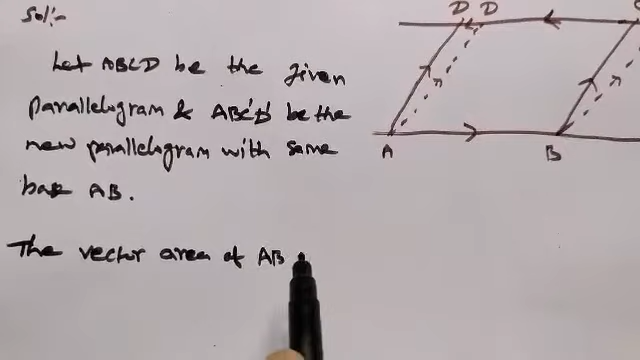 Sol:-
D D
Let ABCD be the given
parallelogram & ABC'D' be the
new parallelogram with same
base AB.
A B
The vector area of AB